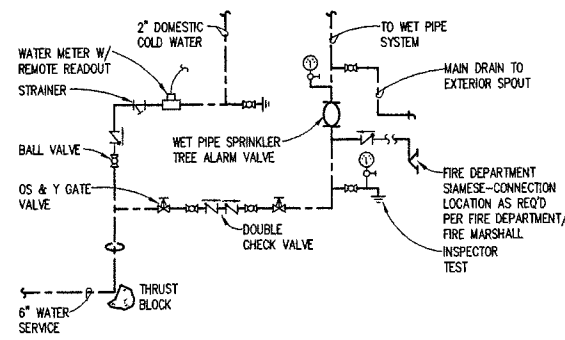 2" DOMESTIC
COLD WATER
TO WET PIPE
SYSTEM
WATER METER W/
REMOTE READOUT
STRAINER
MAIN DRAIN TO
EXTERIOR SPOUT
BALL VALVE
WET PIPE SPRINKLER
TREE ALARM VALVE
OS & Y GATE
VALVE
FIRE DEPARTMENT
SIAMESE-CONNECTION
LOCATION AS REQ'D
PER FIRE DEPARTMENT/
FIRE MARSHALL
DOUBLE
CHECK VALVE
INSPECTOR
TEST
THRUST
BLOCK
6" WATER
SERVICE